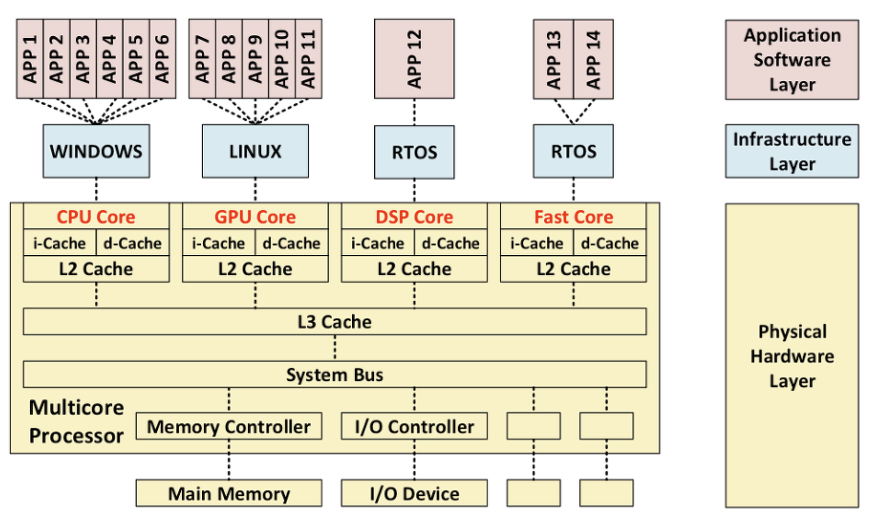 APP 1
APP 2
APP 3
APP 4
APP 5
APP 6
APP 7
APP 8
APP 9
APP 10
APP 11
APP 12
APP 13
APP 14
Application
Software
Layer
WINDOWS
LINUX
RTOS
RTOS
Infrastructure
Layer
CPU Core
GPU Core
DSP Core
Fast Core
i-Cache d-Cache
i-Cache d-Cache
i-Cache d-Cache
i-Cache d-Cache
L2 Cache
L2 Cache
L2 Cache
L2 Cache
L3 Cache
System Bus
Physical
Hardware
Layer
Multicore
Processor
Memory Controller
I/O Controller
Main Memory
I/O Device